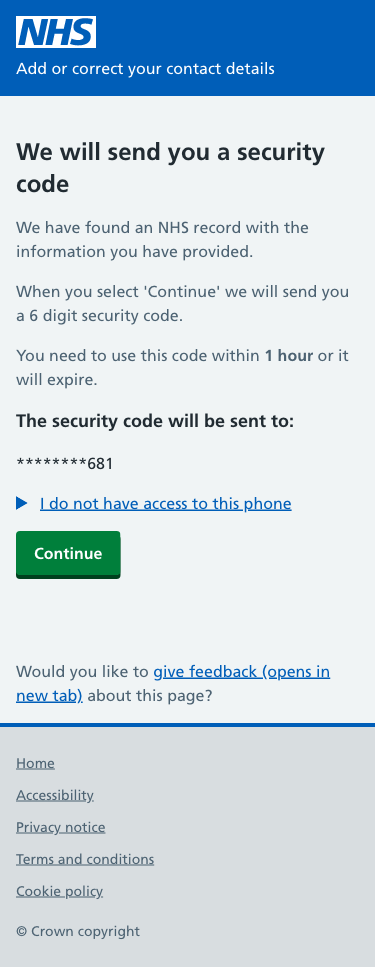 NHS
Add or correct your contact details
We will send you a security
code
We have found an NHS record with the
information you have provided.
When you select 'Continue' we will send you
a 6 digit security code.
You need to use this code within 1 hour or it
will expire.
The security code will be sent to:
********681
I do not have access to this phone
Continue
Would you like to give feedback (opens in
new tab) about this page?
Home
Accessibility
Privacy notice
Terms and conditions
Cookie policy
© Crown copyright